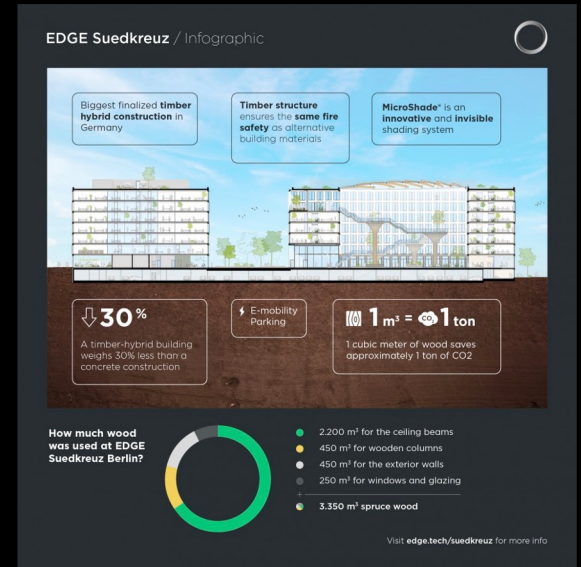 EDGE Suedkreuz / Infographic
Biggest finalized timber
hybrid construction in
Germany
Timber structure
ensures the same fire
safety as alternative
building materials
MicroShade® is an
innovative and invisible
shading system
30%
A timber-hybrid building
weighs 30% less than a
concrete construction
E-mobility
Parking
1 m³ = CO₂ 1 ton
1 cubic meter of wood saves
approximately 1 ton of CO2
How much wood
was used at EDGE
Suedkreuz Berlin?
2.200 m³ for the ceiling beams
450 m³ for wooden columns
450 m³ for the exterior walls
250 m³ for windows and glazing
+
3.350 m³ spruce wood
Visit edge.tech/suedkreuz for more info